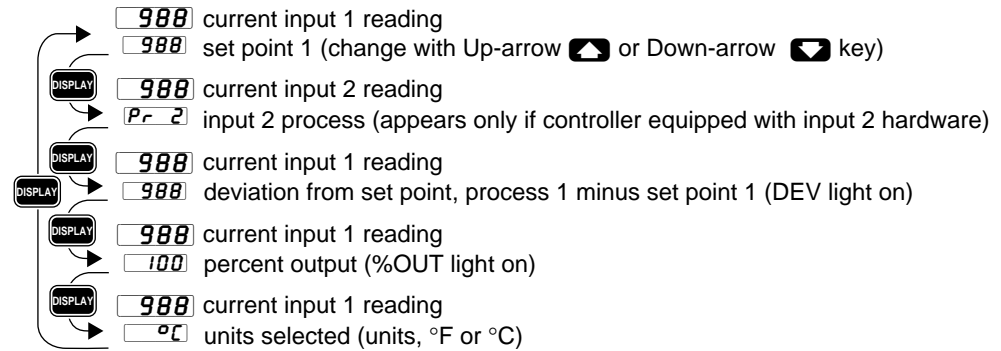 988 current input 1 reading
988 set point 1 (change with Up-arrow or Down-arrow key)
DISPLAY
988 current input 2 reading
Pr 2 input 2 process (appears only if controller equipped with input 2 hardware)
DISPLAY
988 current input 1 reading
DISPLAY
988 deviation from set point, process 1 minus set point 1 (DEV light on)
DISPLAY
988 current input 1 reading
100 percent output (%OUT light on)
DISPLAY
988 current input 1 reading
°C units selected (units, °F or °C)